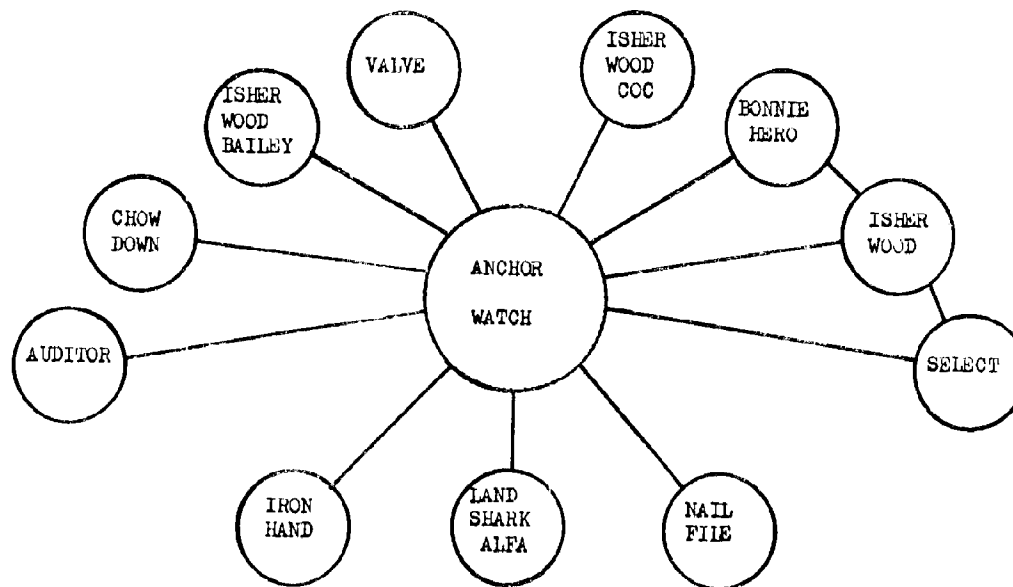 VALVE
ISHER
WOOD
COC
ISHER
WOOD
BAILEY
BONNIE
HERO
CHOW
DOWN
ISHER
WOOD
ANCHOR
WATCH
AUDITOR
SELECT
IRON
HAND
LAND
SHARK
ALFA
NAIL
FILE